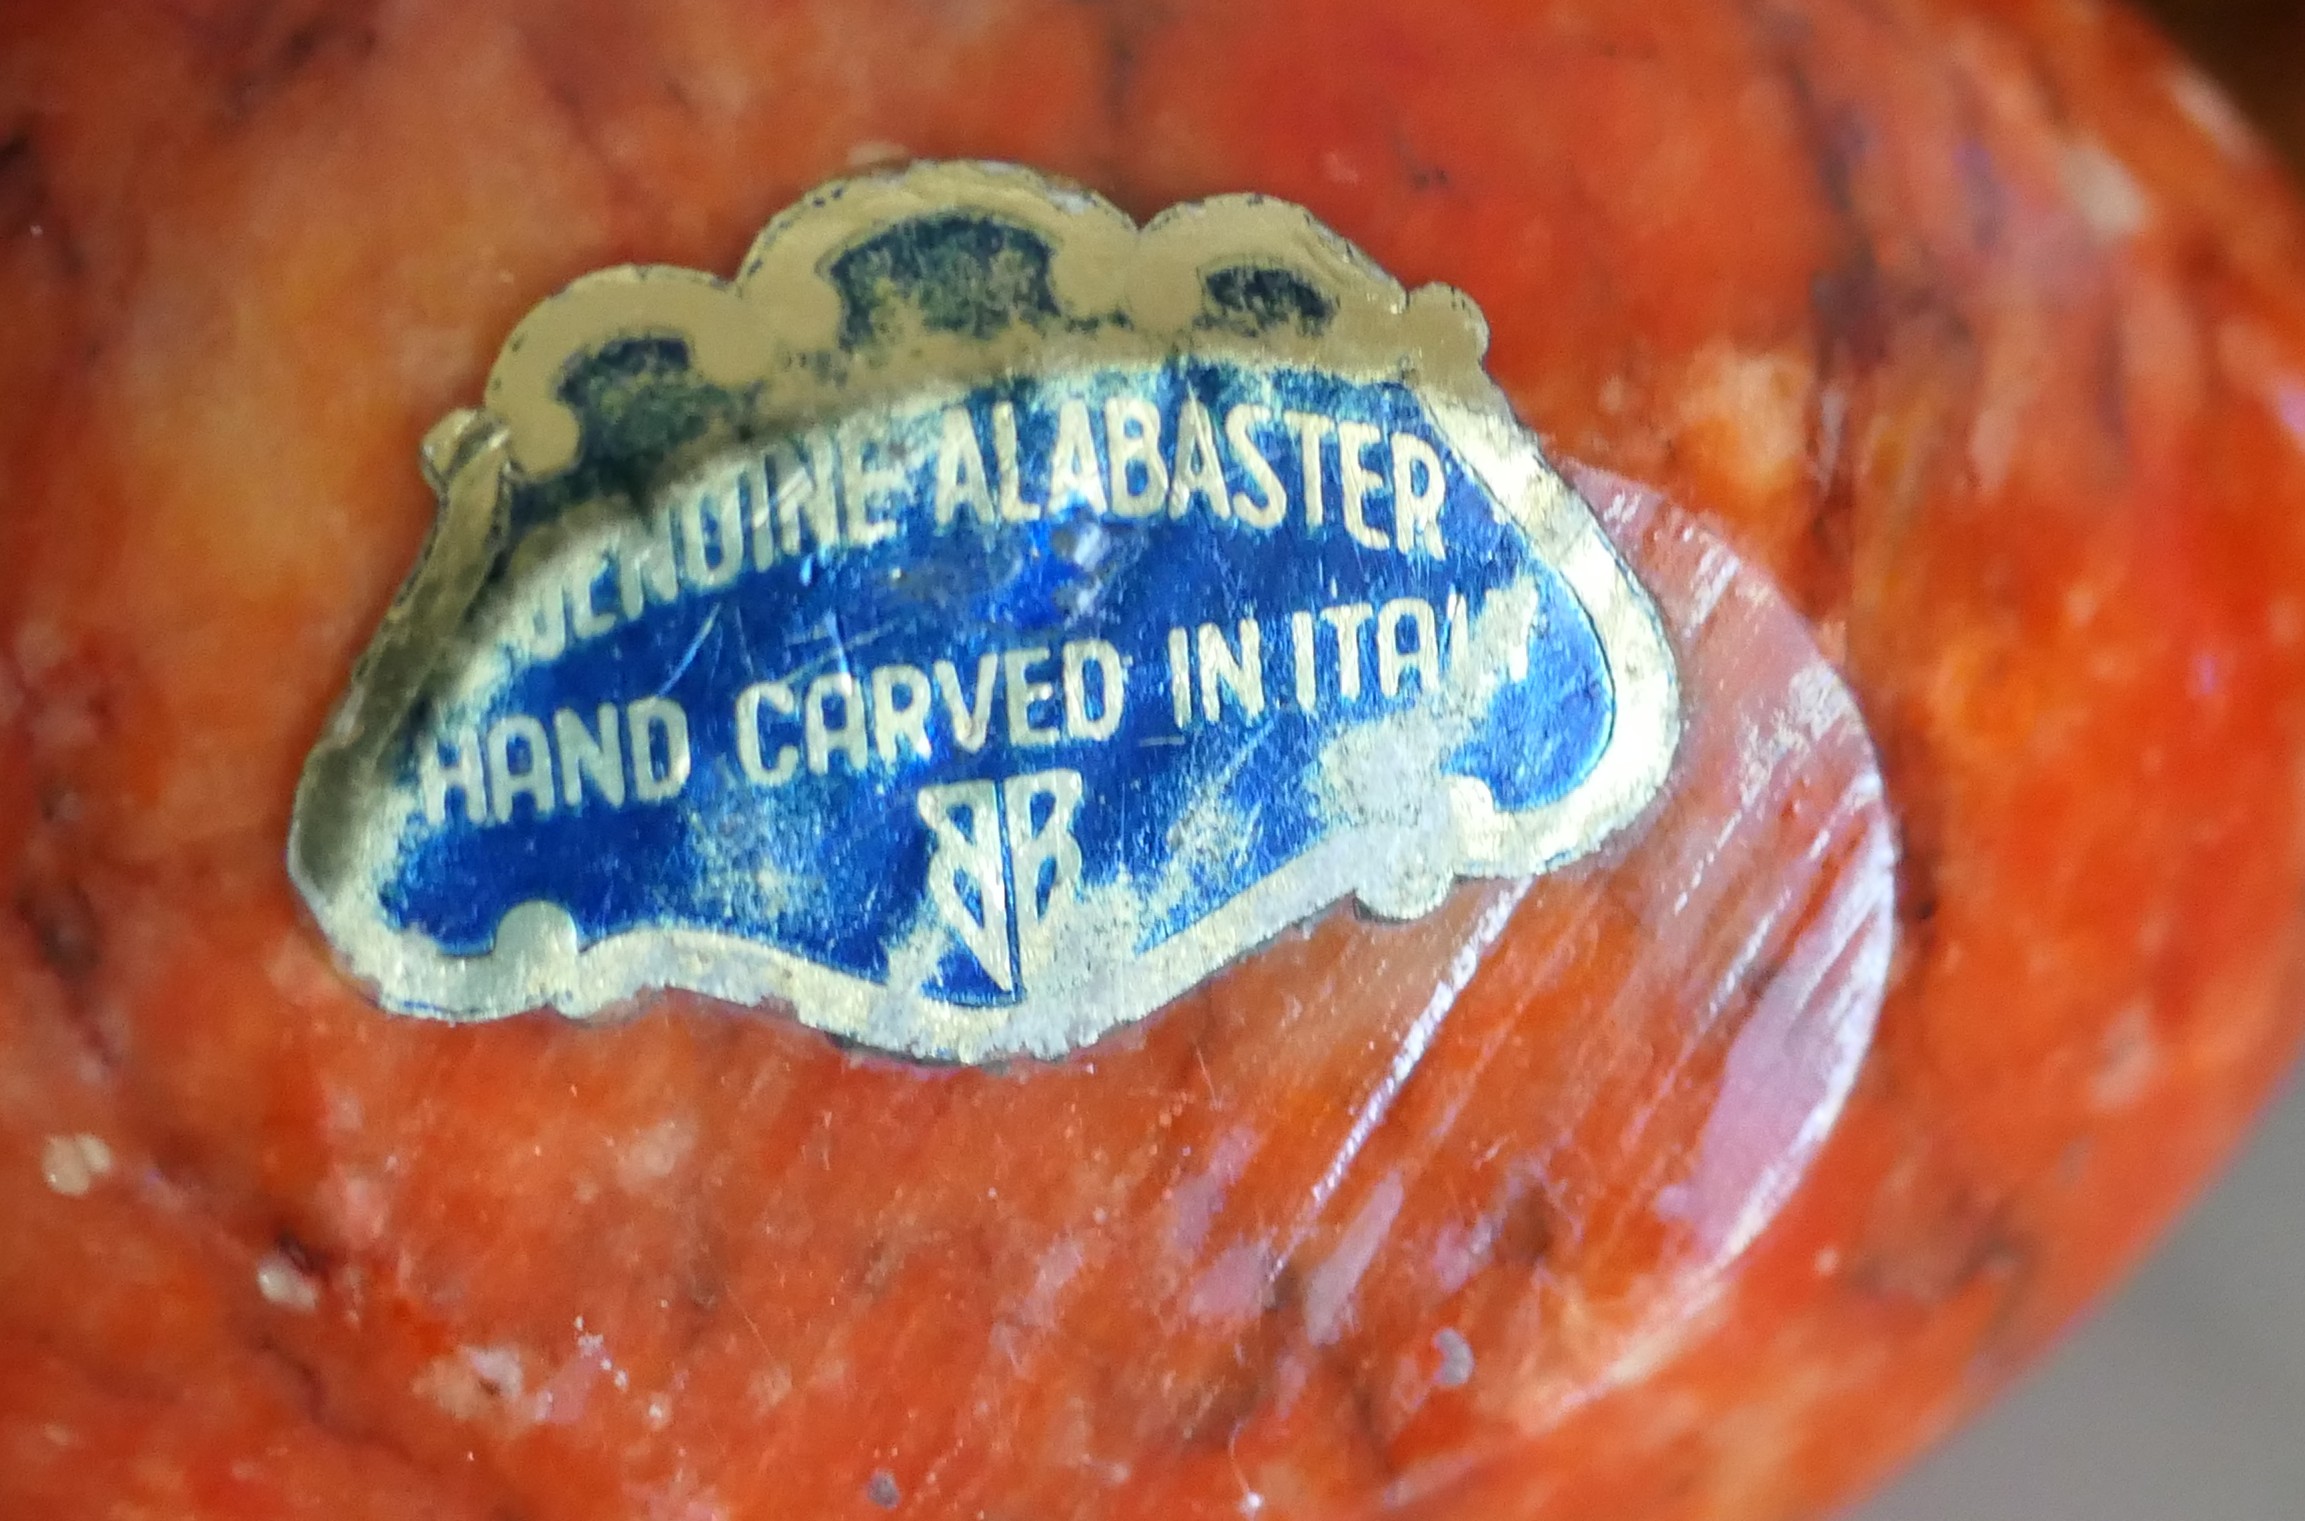 GENUINE ALABASTER
HAND CARVED IN ITALY